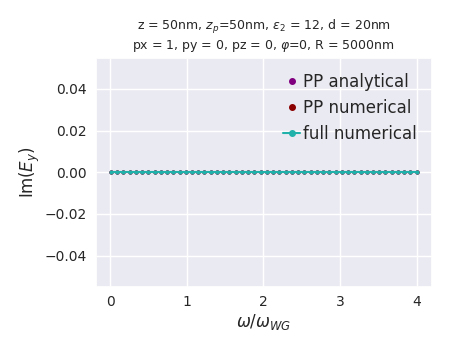 z = 50nm, z_p=50nm, ε₂ = 12, d = 20nm
px = 1, py = 0, pz = 0, φ=0, R = 5000nm
PP analytical
PP numerical
full numerical
Im(E_y)
0.04
0.02
0.00
−0.02
−0.04
0 1 2 3 4
ω/ω_WG